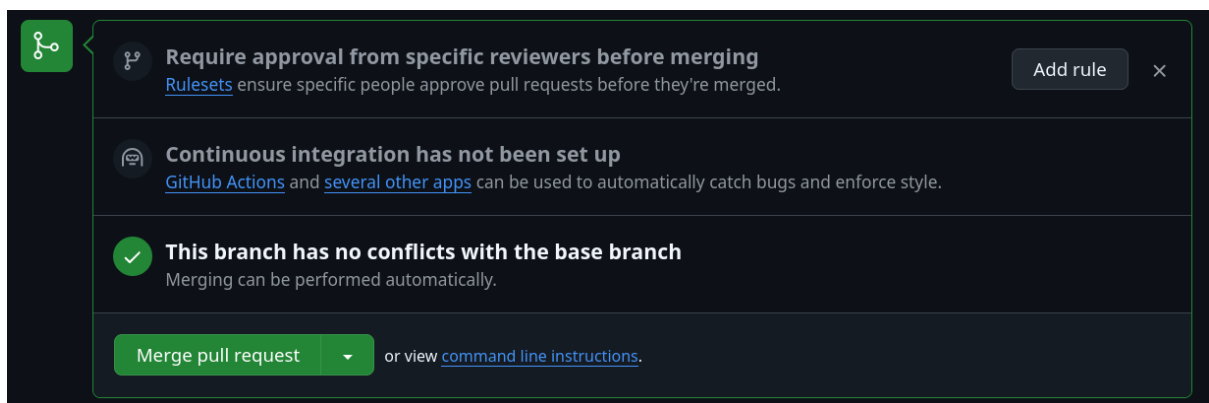 Require approval from specific reviewers before merging
Rulesets ensure specific people approve pull requests before they're merged.
Add rule
Continuous integration has not been set up
GitHub Actions and several other apps can be used to automatically catch bugs and enforce style.
This branch has no conflicts with the base branch
Merging can be performed automatically.
Merge pull request
or view command line instructions.